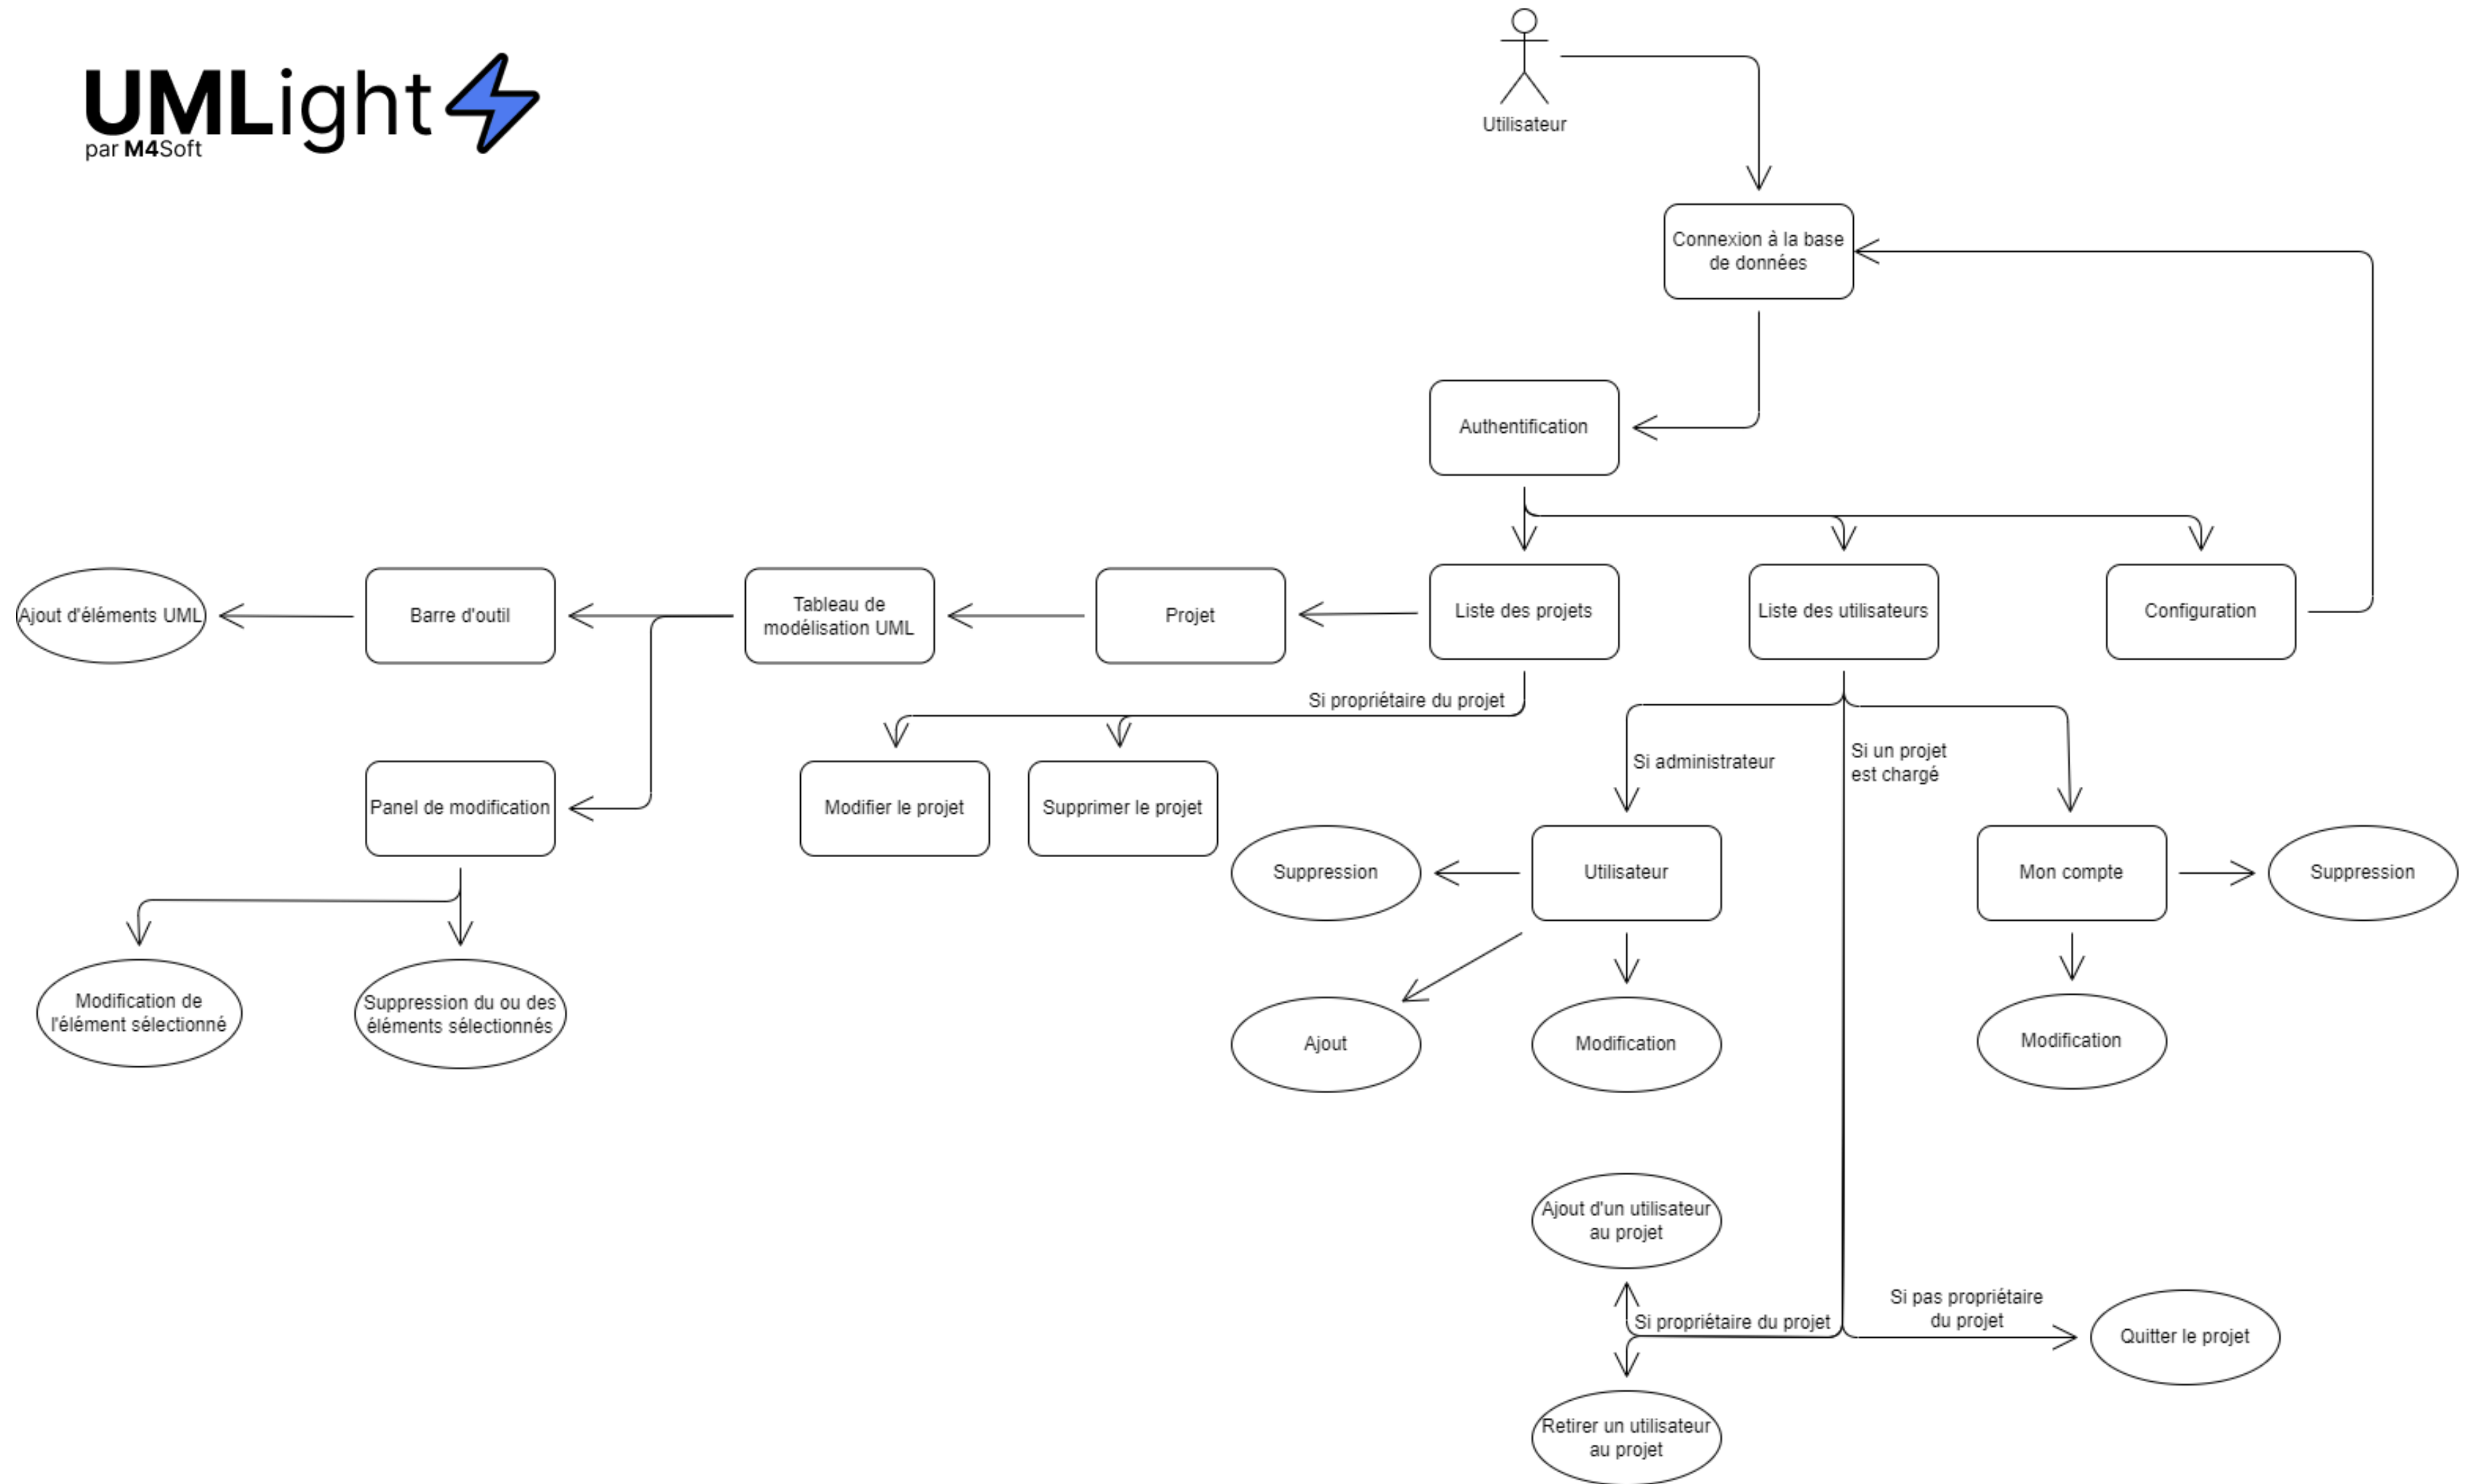 UMLight
par M4Soft
Utilisateur
Connexion à la base
de données
Authentification
Ajout d'éléments UML
Barre d'outil
Tableau de
modélisation UML
Projet
Liste des projets
Liste des utilisateurs
Configuration
Si propriétaire du projet
Si administrateur
Si un projet
est chargé
Panel de modification
Modifier le projet
Supprimer le projet
Suppression
Utilisateur
Mon compte
Suppression
Modification de
l'élément sélectionné
Suppression du ou des
éléments sélectionnés
Ajout
Modification
Modification
Ajout d'un utilisateur
au projet
Si propriétaire du projet
Si pas propriétaire
du projet
Quitter le projet
Retirer un utilisateur
au projet